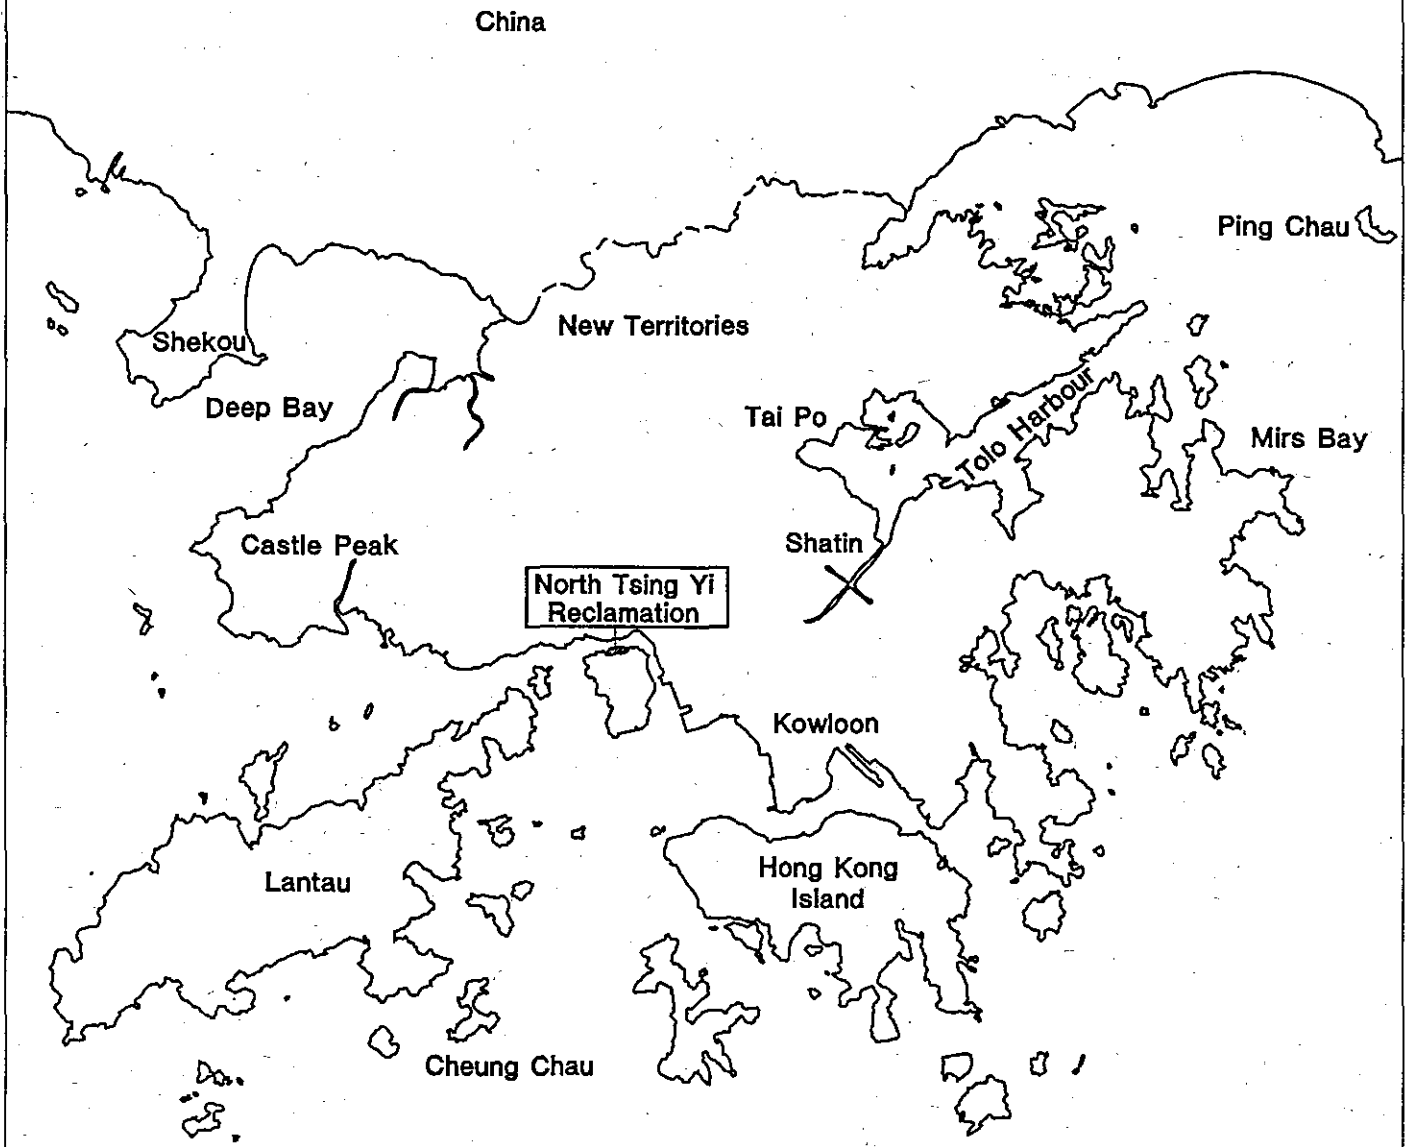 China
Ping Chau
New Territories
Shekou
Deep Bay
Tai Po
Tolo Harbour
Mirs Bay
Castle Peak
Shatin
North Tsing Yi
Reclamation
Kowloon
Lantau
Hong Kong
Island
Cheung Chau